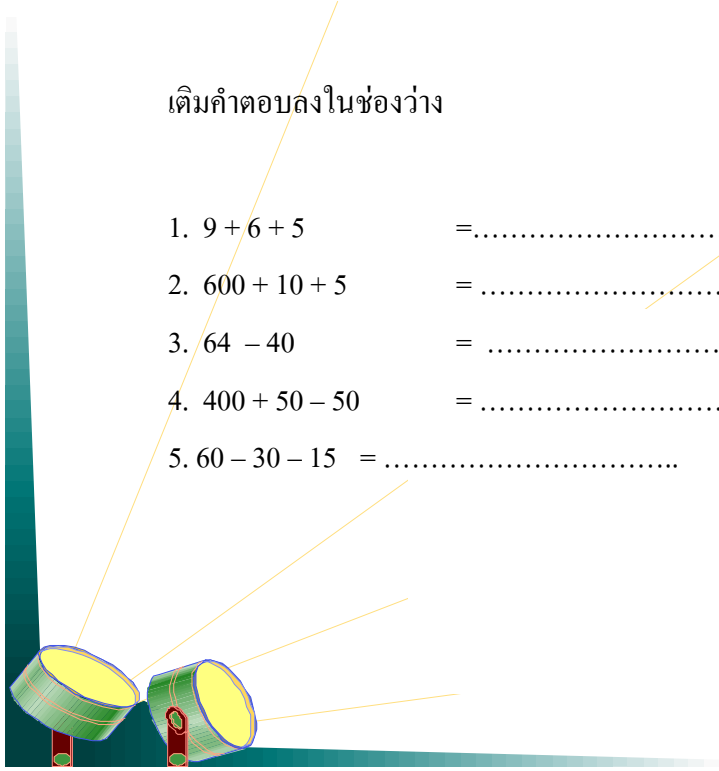 เติมคำตอบลงในช่องว่าง
1. 9 + 6 + 5 =..........................
2. 600 + 10 + 5 = ..........................
3. 64 – 40 = .........................
4. 400 + 50 – 50 = ..........................
5. 60 – 30 – 15 = ................................